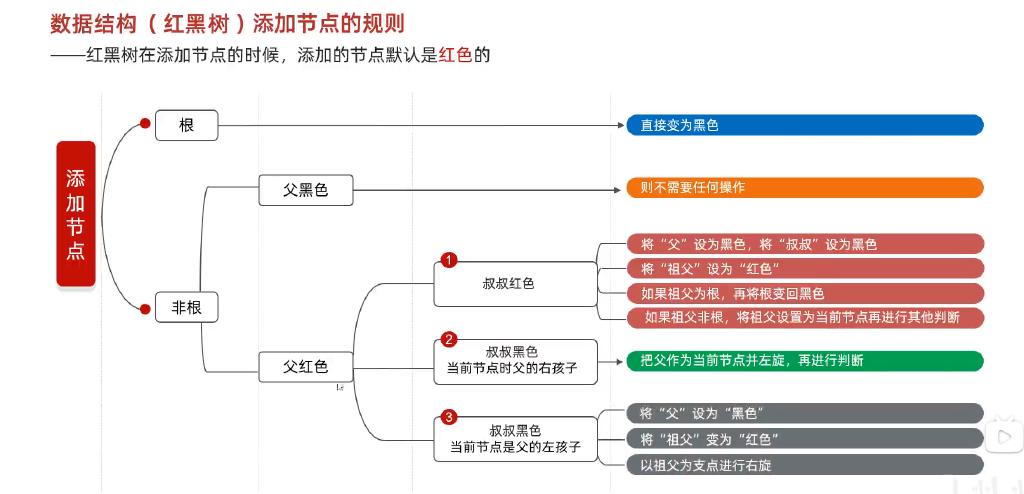 数据结构（红黑树）添加节点的规则
——红黑树在添加节点的时候，添加的节点默认是红色的
添加节点
根
直接变为黑色
非根
父黑色
则不需要任何操作
父红色
1
叔叔红色
将“父”设为黑色，将“叔叔”设为黑色
将“祖父”设为“红色”
如果祖父为根，再将根变回黑色
如果祖父非根，将祖父设置为当前节点再进行其他判断
2
叔叔黑色
当前节点时父的右孩子
把父作为当前节点并左旋，再进行判断
3
叔叔黑色
当前节点是父的左孩子
将“父”设为“黑色”
将“祖父”变为“红色”
以祖父为支点进行右旋